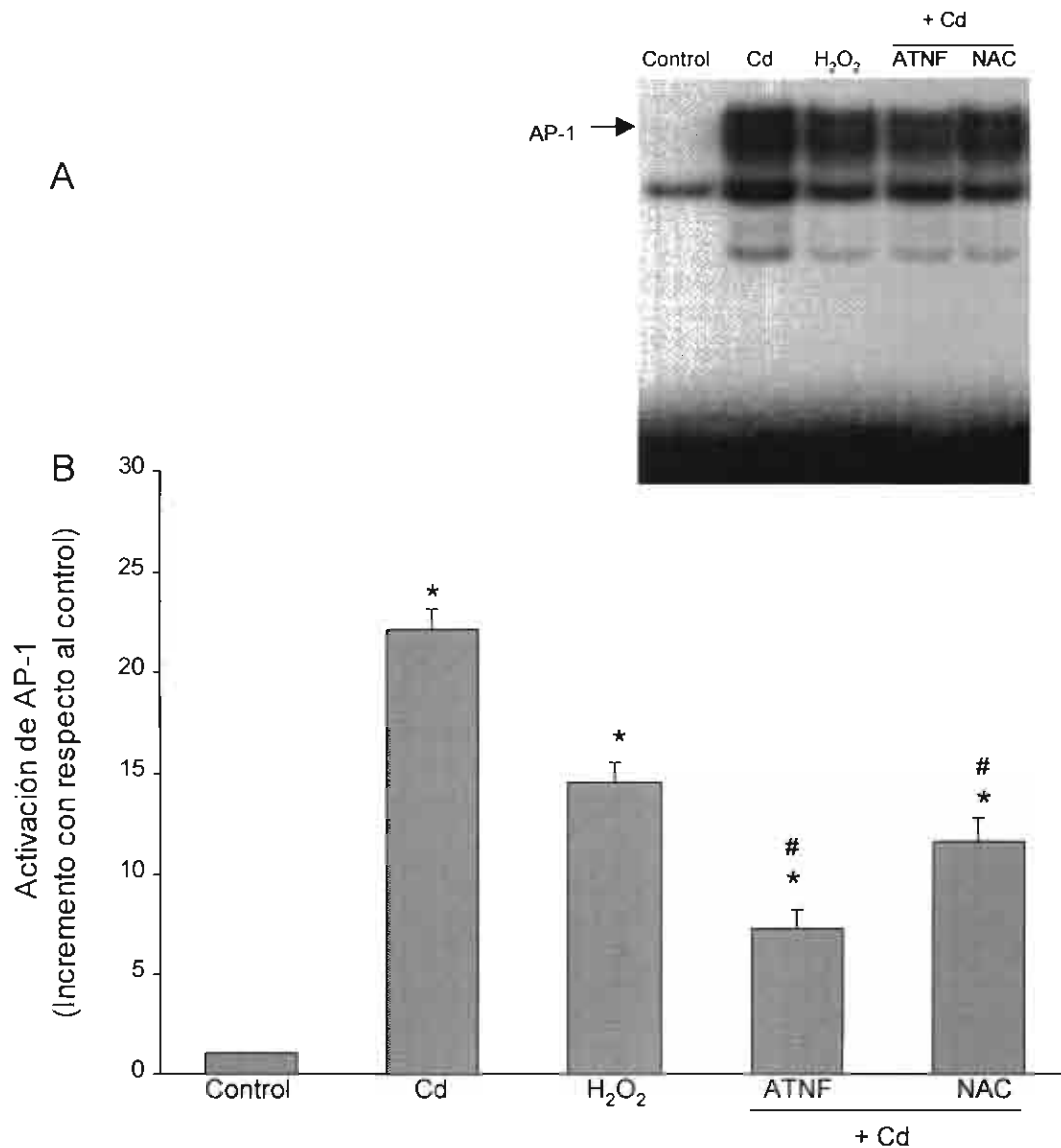 + Cd
Control Cd H₂O₂ ATNF NAC
AP-1
A
B
Activación de AP-1
(Incremento con respecto al control)
30
25
20
15
10
5
0
*
*
#
*
#
*
Control Cd H₂O₂ ATNF NAC
+ Cd